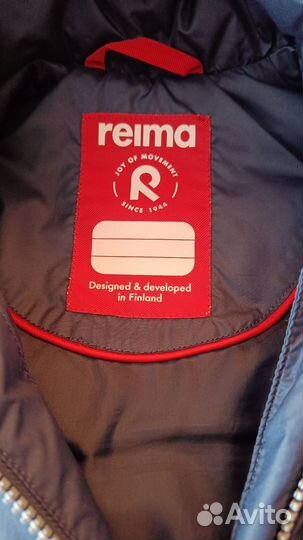 reima
JOY OF MOVEMENT
R
SINCE 1944
Designed & developed
in Finland
Avito